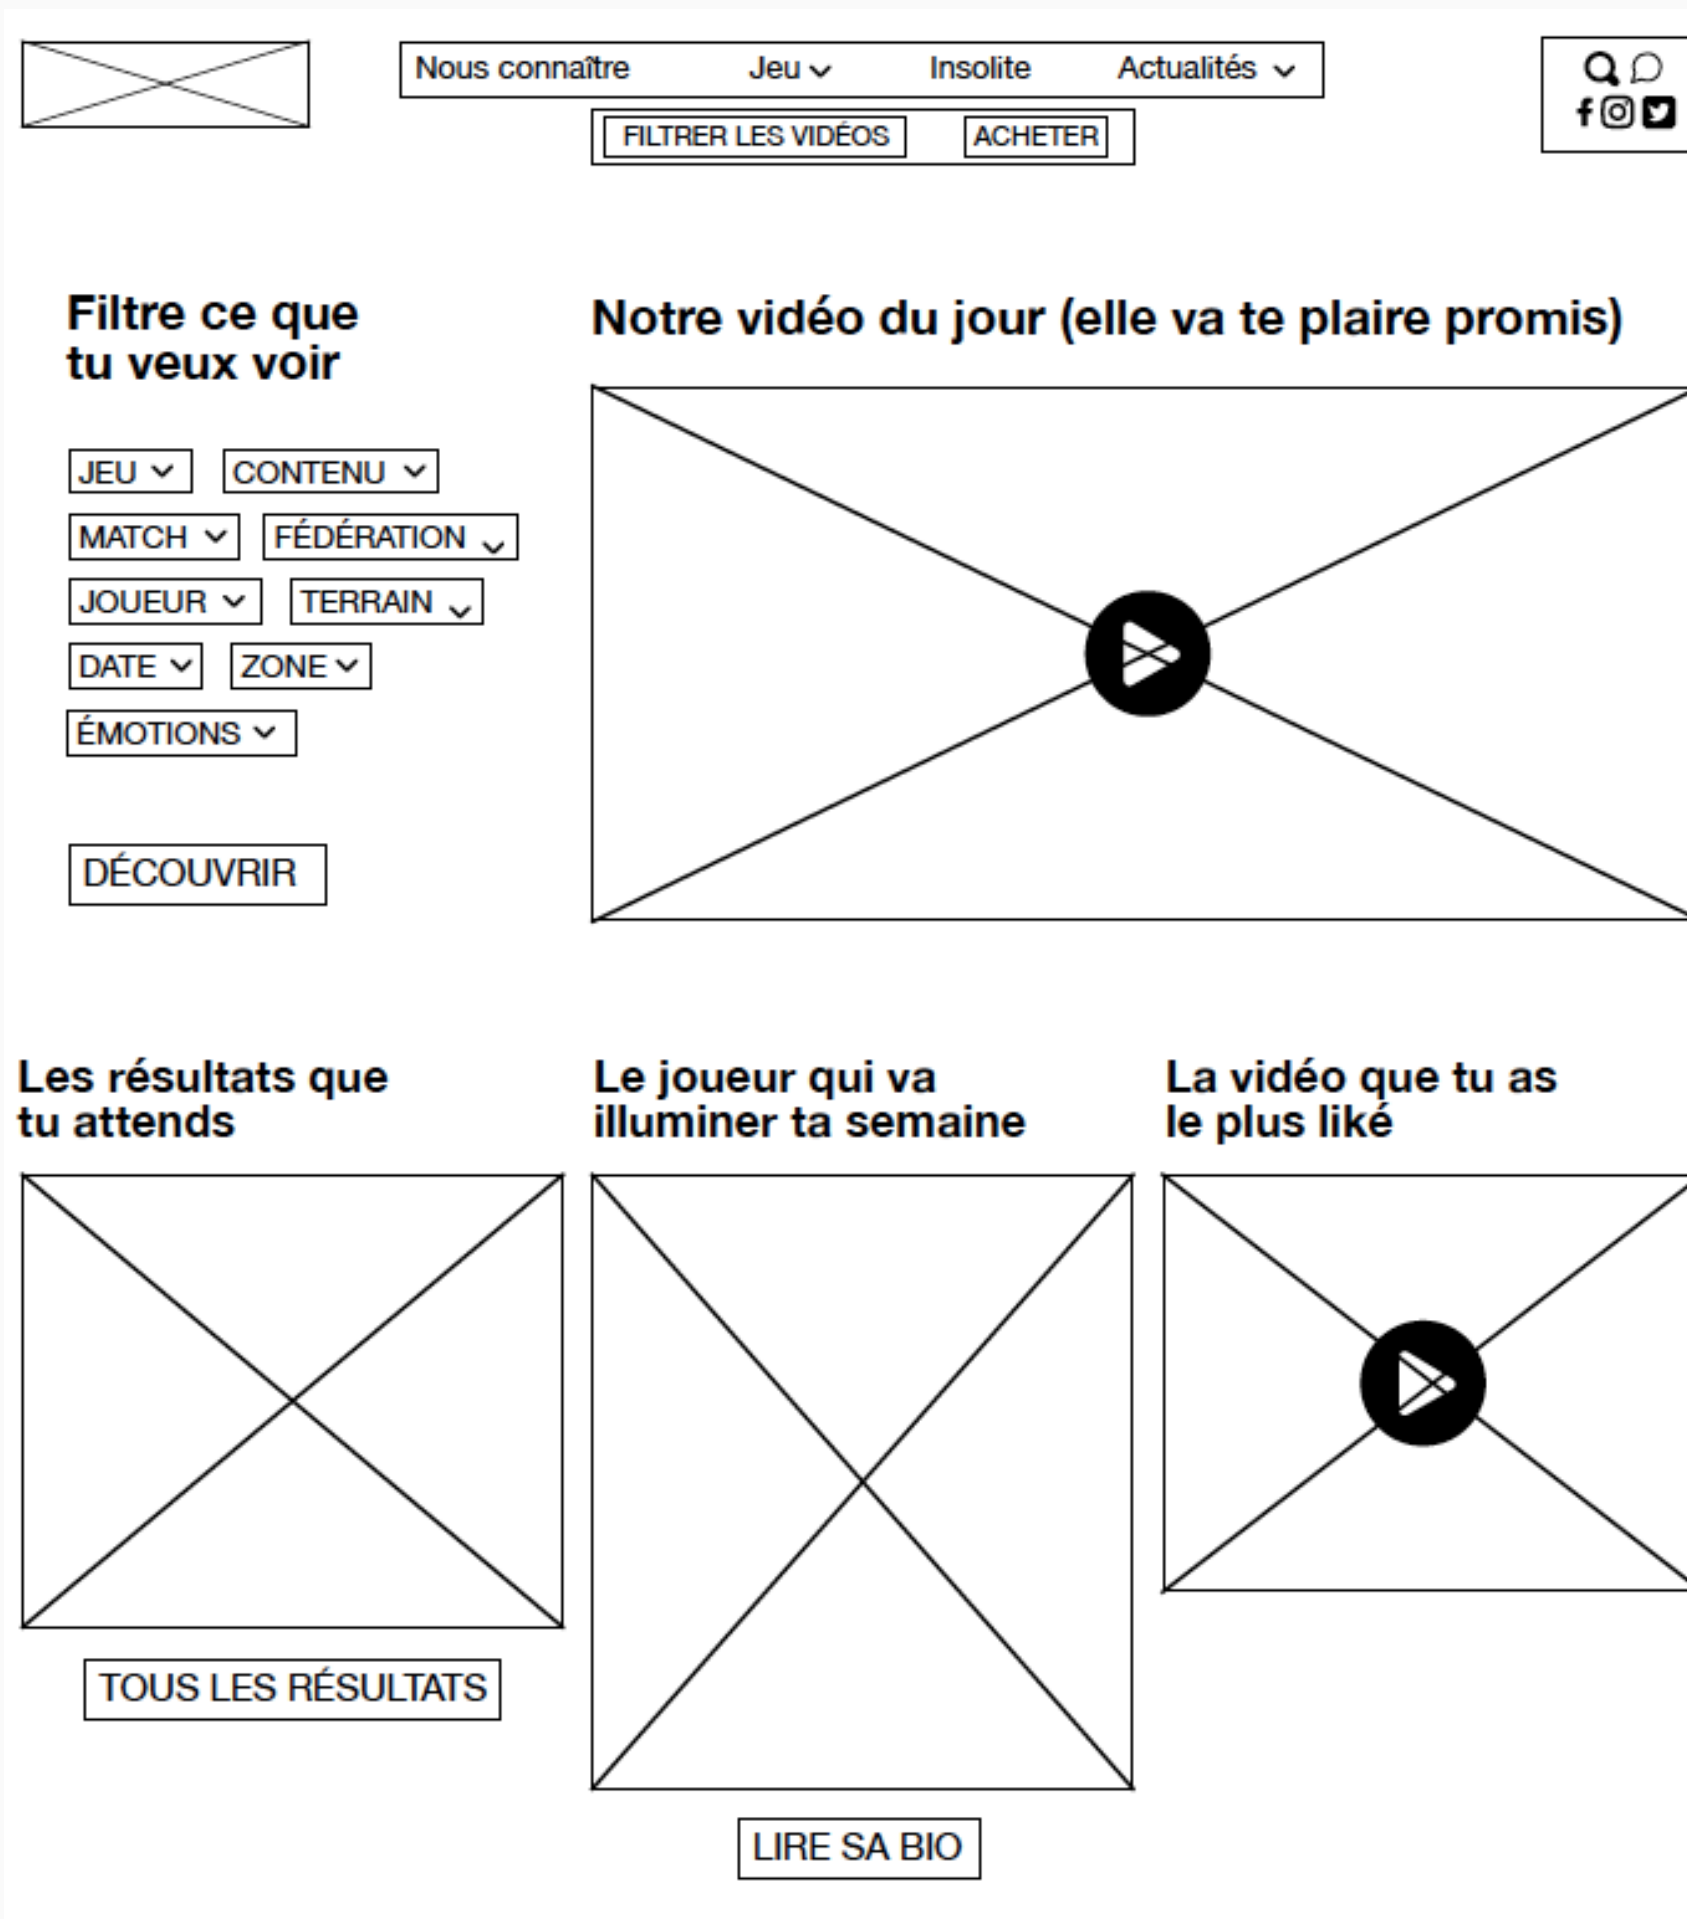 Nous connaître Jeu Insolite Actualités
FILTRER LES VIDÉOS ACHETER
Filtre ce que
tu veux voir
Notre vidéo du jour (elle va te plaire promis)
JEU CONTENU
MATCH FÉDÉRATION
JOUEUR TERRAIN
DATE ZONE
ÉMOTIONS
DÉCOUVRIR
Les résultats que
tu attends
Le joueur qui va
illuminer ta semaine
La vidéo que tu as
le plus liké
TOUS LES RÉSULTATS
LIRE SA BIO